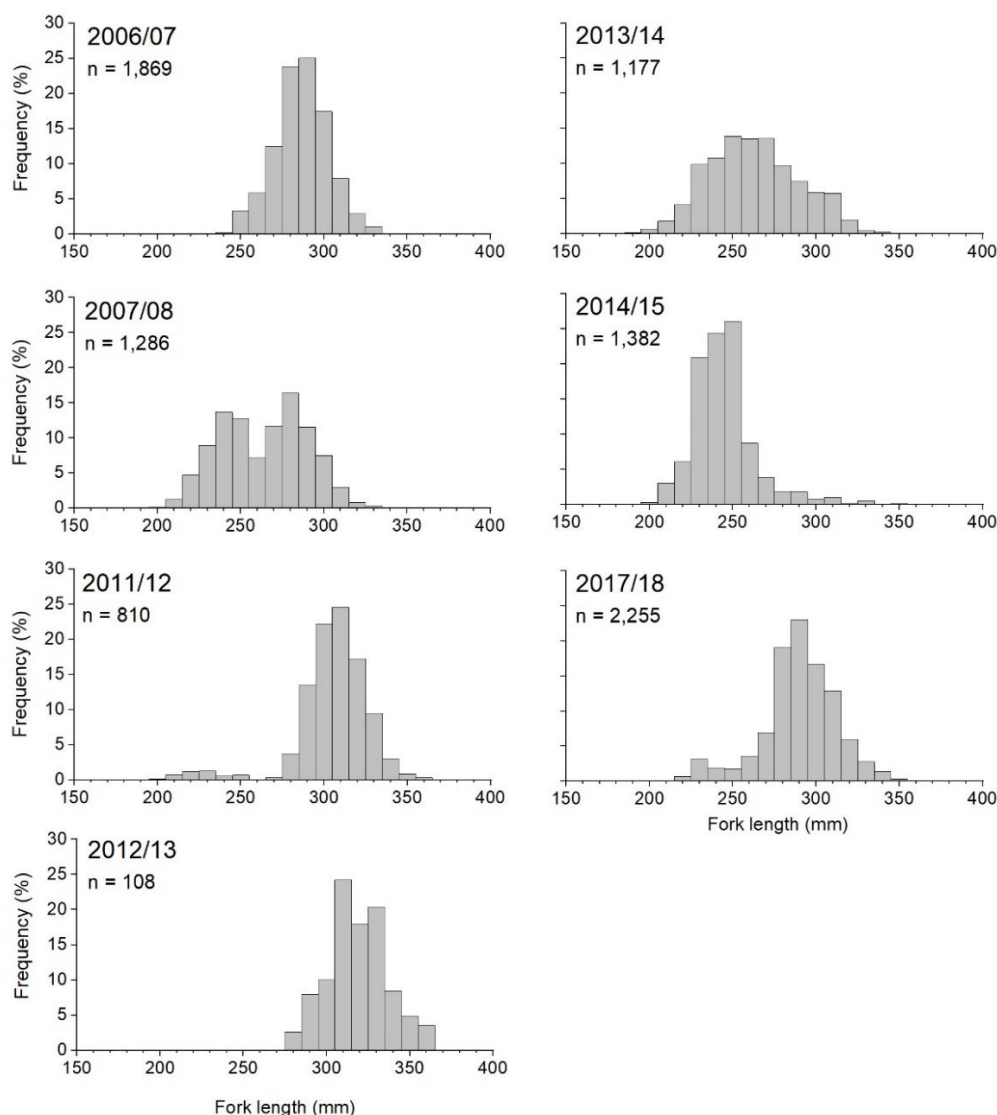 2006/07
n = 1,869
Frequency (%)
30
25
20
15
10
5
0
150 200 250 300 350 400
2007/08
n = 1,286
Frequency (%)
30
25
20
15
10
5
0
150 200 250 300 350 400
2011/12
n = 810
Frequency (%)
30
25
20
15
10
5
0
150 200 250 300 350 400
2012/13
n = 108
Frequency (%)
30
25
20
15
10
5
0
150 200 250 300 350 400
Fork length (mm)
2013/14
n = 1,177
150 200 250 300 350 400
2014/15
n = 1,382
150 200 250 300 350 400
2017/18
n = 2,255
150 200 250 300 350 400
Fork length (mm)